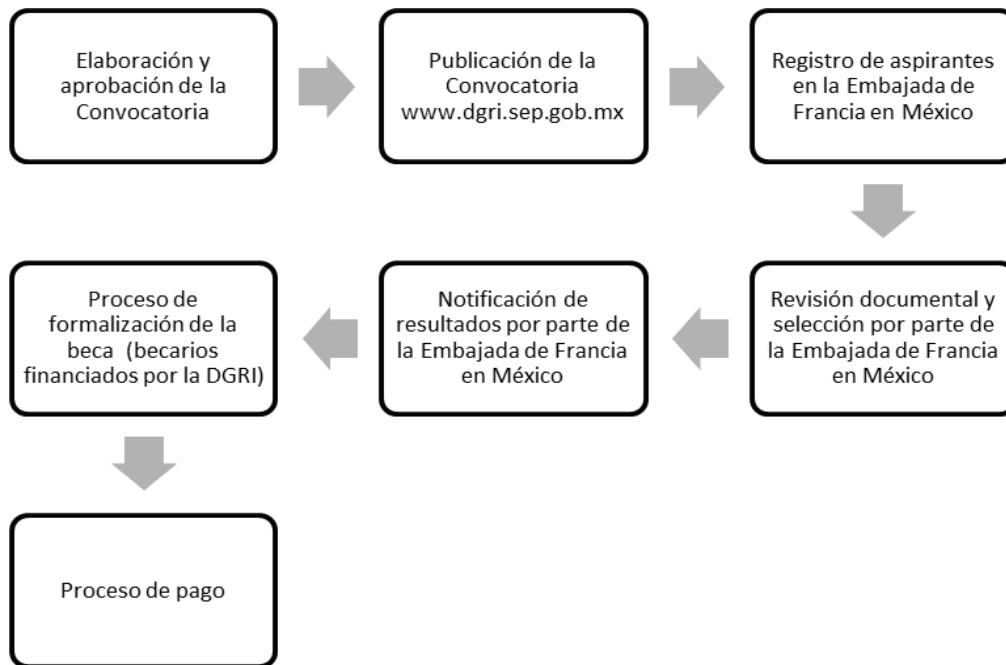 Elaboración y
aprobación de la
Convocatoria
Publicación de la
Convocatoria
www.dgri.sep.gob.mx
Registro de aspirantes
en la Embajada de
Francia en México
Revisión documental y
selección por parte de
la Embajada de Francia
en México
Notificación de
resultados por parte de
la Embajada de Francia
en México
Proceso de
formalización de la
beca (becarios
financiados por la DGRI)
Proceso de pago